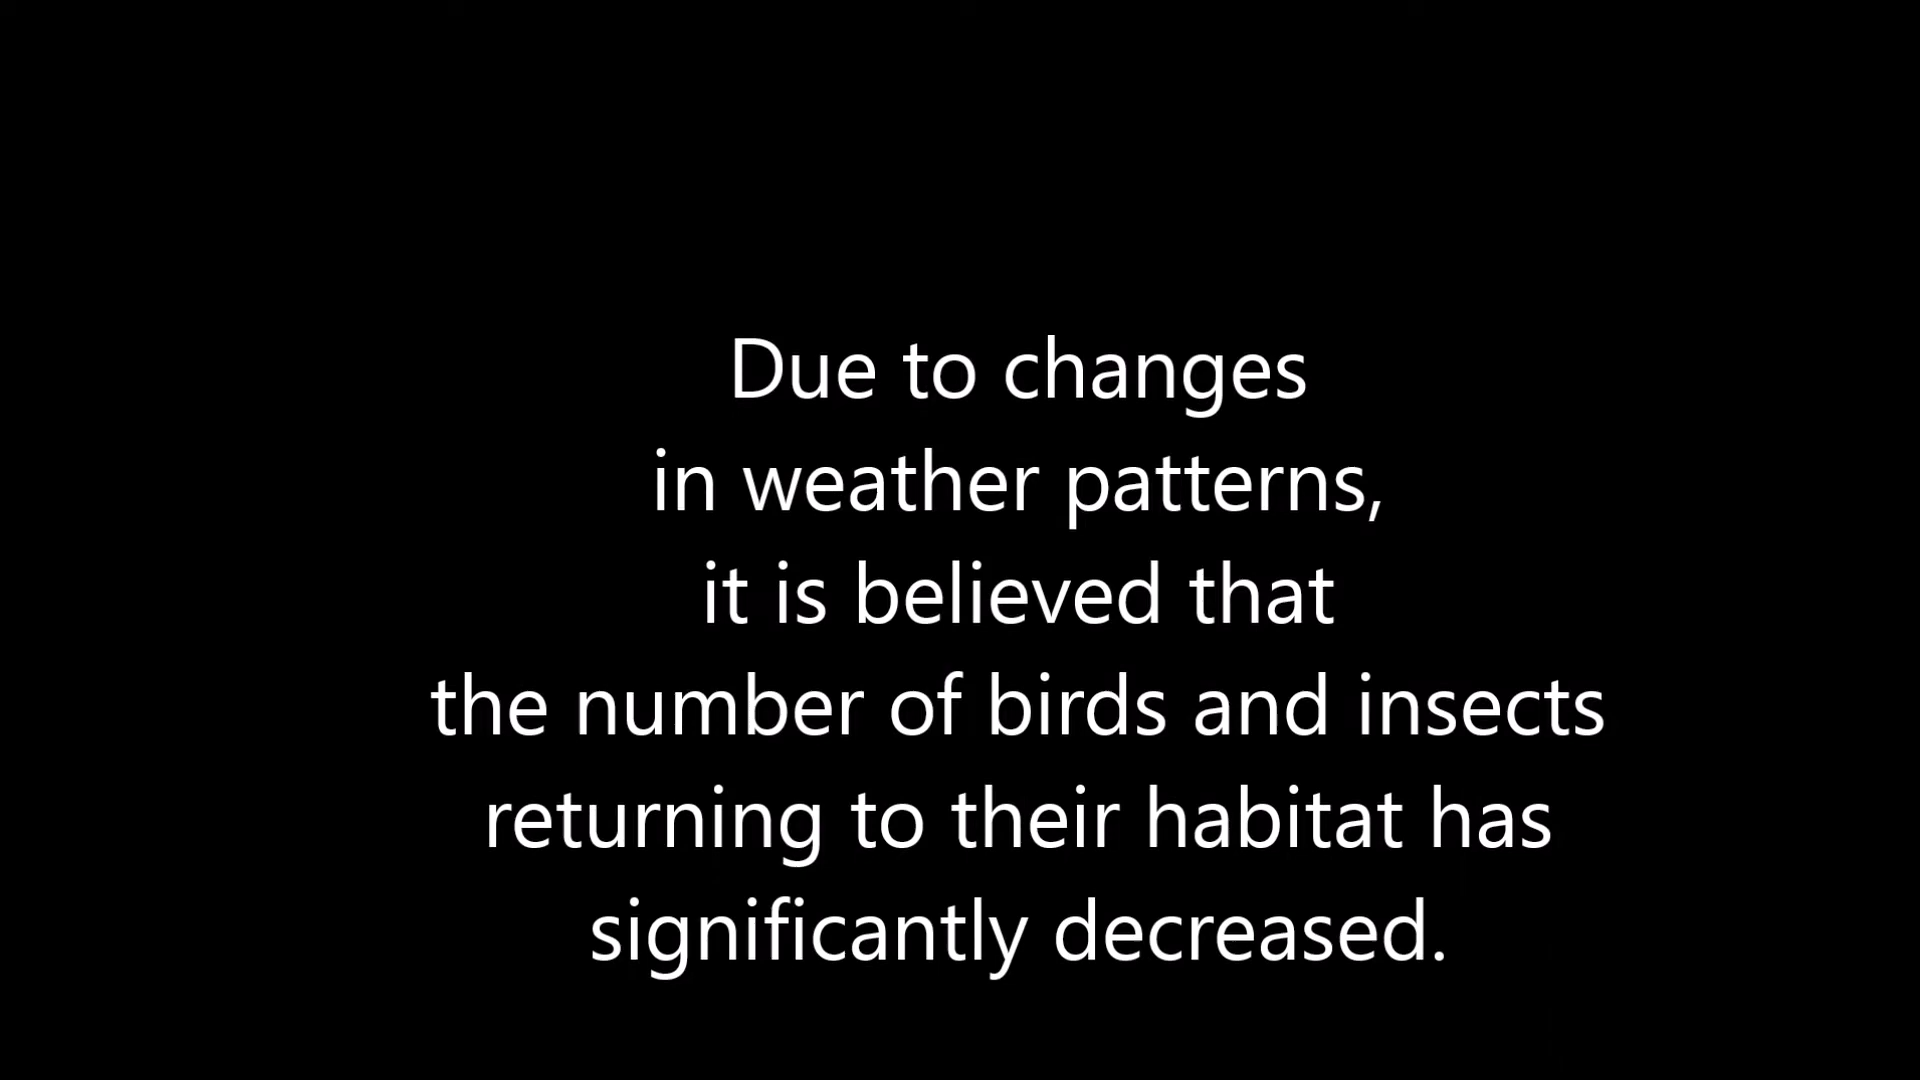 Due to changes
in weather patterns,
it is believed that
the number of birds and insects
returning to their habitat has
significantly decreased.